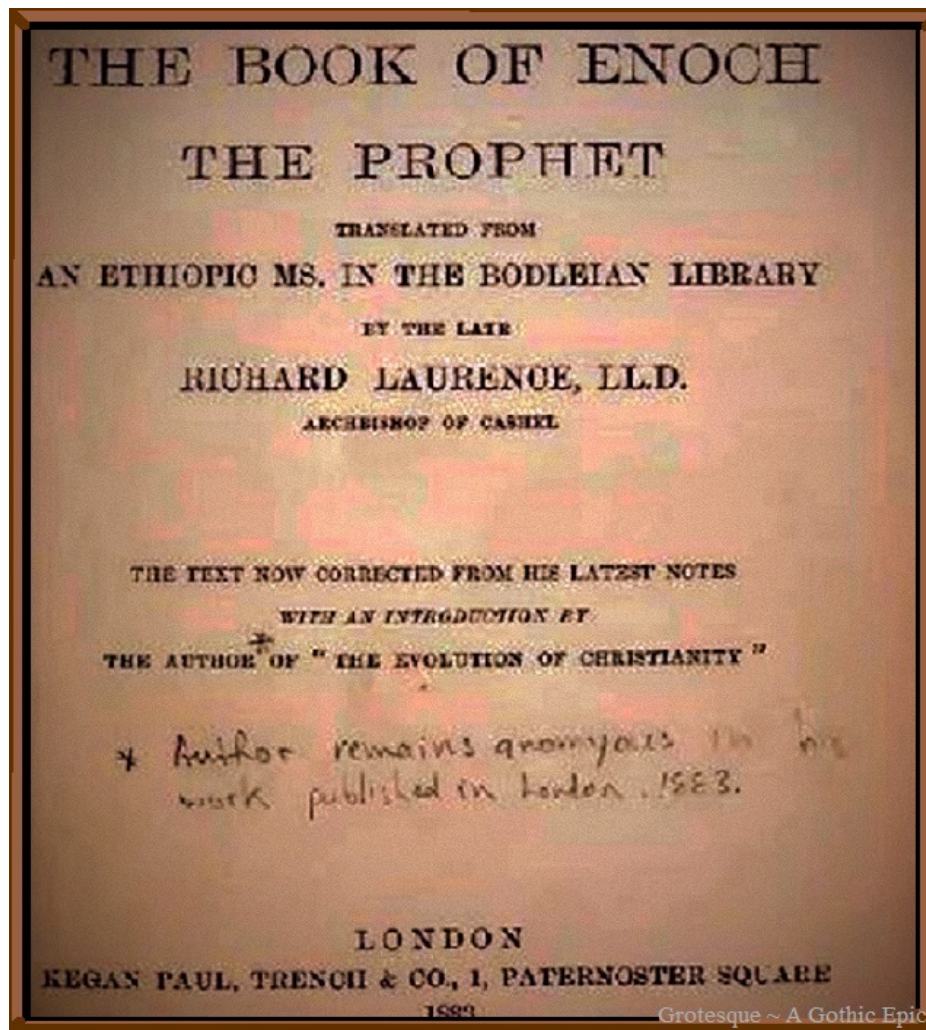 THE BOOK OF ENOCH
THE PROPHET
TRANSLATED FROM
AN ETHIOPIC MS. IN THE BODLEIAN LIBRARY
BY THE LATE
RICHARD LAURENCE, LL.D.
ARCHBISHOP OF CASHEL
THE TEXT NOW CORRECTED FROM HIS LATEST NOTES
WITH AN INTRODUCTION BY
THE AUTHOR* OF "THE EVOLUTION OF CHRISTIANITY"
* Author remains anomyous in his
work published in London. 1883.
LONDON
KEGAN PAUL, TRENCH & CO., 1, PATERNOSTER SQUARE
1883
Grotesque ~ A Gothic Epic